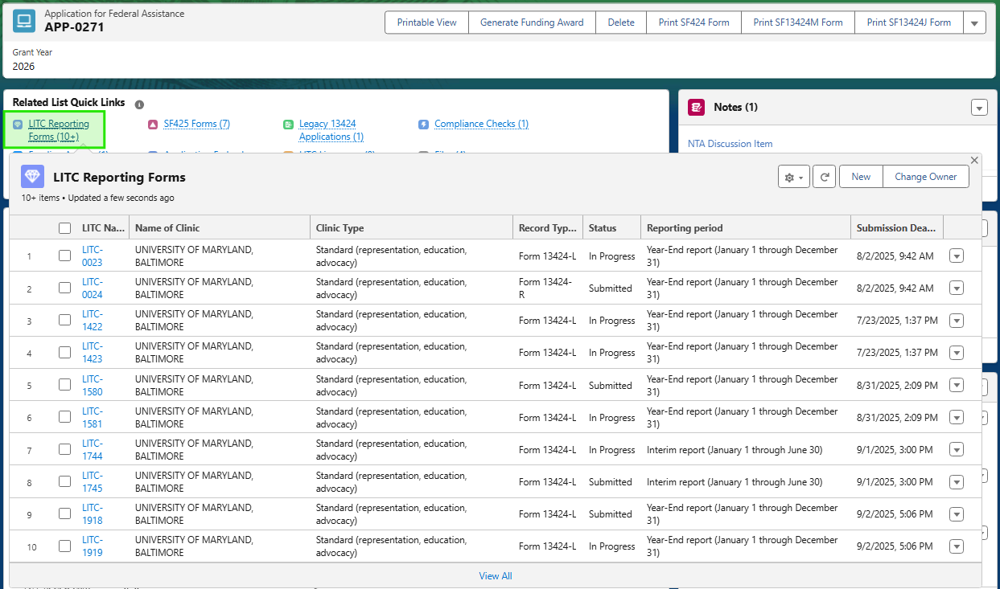 Application for Federal Assistance
APP-0271
Printable View
Generate Funding Award
Delete
Print SF424 Form
Print SF13424M Form
Print SF13424J Form
Grant Year
2026
Related List Quick Links
LITC Reporting
Forms (10+)
SF425 Forms (7)
Legacy 13424
Applications (1)
Compliance Checks (1)
Notes (1)
NTA Discussion Item
LITC Reporting Forms
10+ items • Updated a few seconds ago
New
Change Owner
LITC Na... Name of Clinic Clinic Type Record Typ... Status Reporting period Submission Dea...
1 LITC-0023 UNIVERSITY OF MARYLAND, BALTIMORE Standard (representation, education, advocacy) Form 13424-L In Progress Year-End report (January 1 through December 31) 8/2/2025, 9:42 AM
2 LITC-0024 UNIVERSITY OF MARYLAND, BALTIMORE Standard (representation, education, advocacy) Form 13424-R Submitted Year-End report (January 1 through December 31) 8/2/2025, 9:42 AM
3 LITC-1422 UNIVERSITY OF MARYLAND, BALTIMORE Standard (representation, education, advocacy) Form 13424-L In Progress Year-End report (January 1 through December 31) 7/23/2025, 1:37 PM
4 LITC-1423 UNIVERSITY OF MARYLAND, BALTIMORE Standard (representation, education, advocacy) Form 13424-L In Progress Year-End report (January 1 through December 31) 7/23/2025, 1:37 PM
5 LITC-1580 UNIVERSITY OF MARYLAND, BALTIMORE Standard (representation, education, advocacy) Form 13424-L Submitted Year-End report (January 1 through December 31) 8/31/2025, 2:09 PM
6 LITC-1581 UNIVERSITY OF MARYLAND, BALTIMORE Standard (representation, education, advocacy) Form 13424-L In Progress Year-End report (January 1 through December 31) 8/31/2025, 2:09 PM
7 LITC-1744 UNIVERSITY OF MARYLAND, BALTIMORE Standard (representation, education, advocacy) Form 13424-L In Progress Interim report (January 1 through June 30) 9/1/2025, 3:00 PM
8 LITC-1745 UNIVERSITY OF MARYLAND, BALTIMORE Standard (representation, education, advocacy) Form 13424-L Submitted Interim report (January 1 through June 30) 9/1/2025, 3:00 PM
9 LITC-1918 UNIVERSITY OF MARYLAND, BALTIMORE Standard (representation, education, advocacy) Form 13424-L Submitted Year-End report (January 1 through December 31) 9/2/2025, 5:06 PM
10 LITC-1919 UNIVERSITY OF MARYLAND, BALTIMORE Standard (representation, education, advocacy) Form 13424-L In Progress Year-End report (January 1 through December 31) 9/2/2025, 5:06 PM
View All